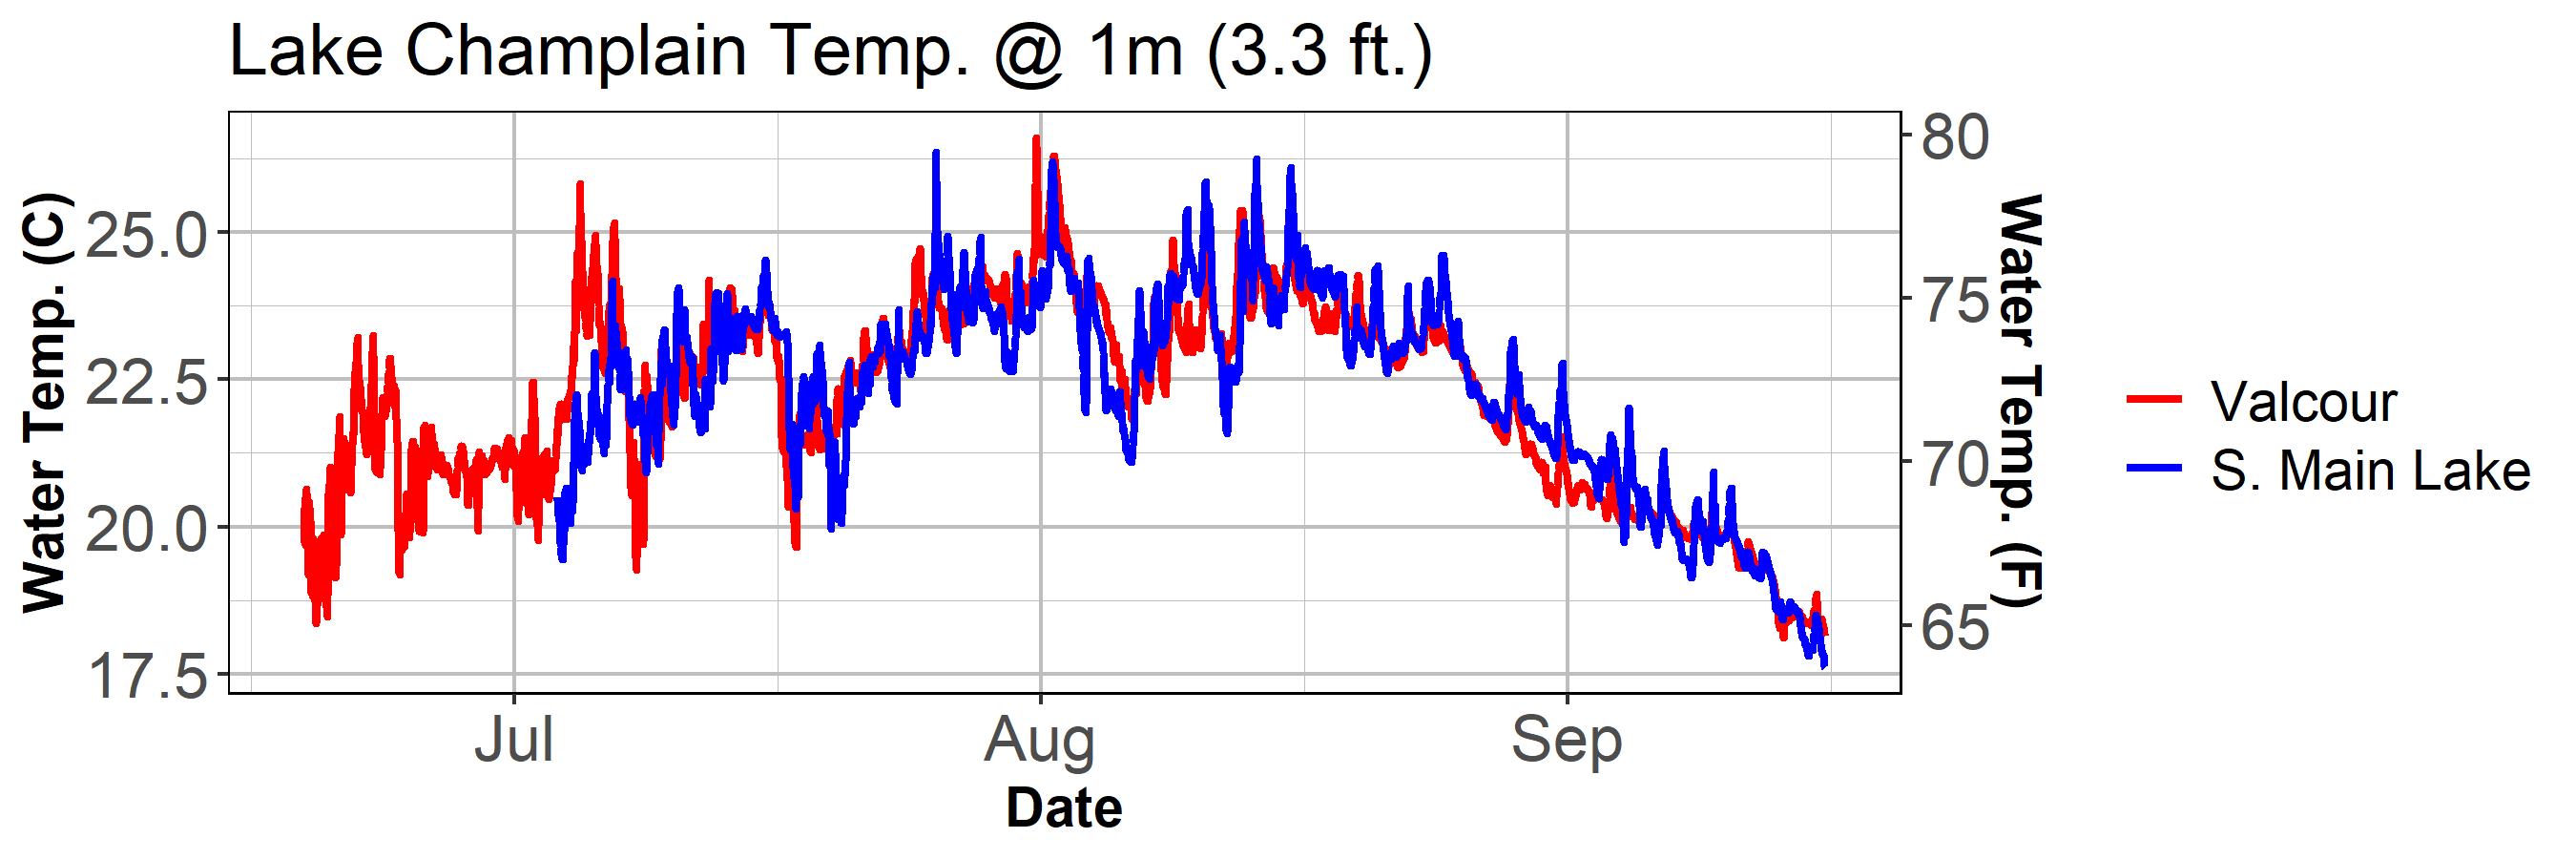 Lake Champlain Temp. @ 1m (3.3 ft.)
Water Temp. (C)
25.0
22.5
20.0
17.5
80
75
70
65
Water Temp. (F)
Jul
Aug
Sep
Date
Valcour
S. Main Lake